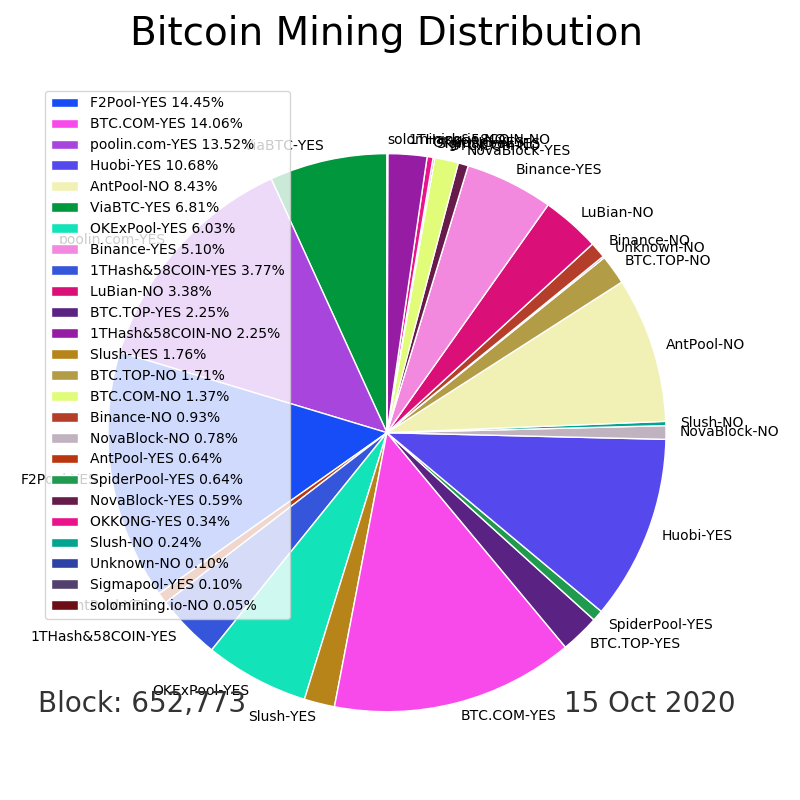 Bitcoin Mining Distribution
F2Pool-YES 14.45%
BTC.COM-YES 14.06%
poolin.com-YES 13.52%
Huobi-YES 10.68%
AntPool-NO 8.43%
ViaBTC-YES 6.81%
OKExPool-YES 6.03%
Binance-YES 5.10%
1THash&58COIN-YES 3.77%
LuBian-NO 3.38%
BTC.TOP-YES 2.25%
1THash&58COIN-NO 2.25%
Slush-YES 1.76%
BTC.TOP-NO 1.71%
BTC.COM-NO 1.37%
Binance-NO 0.93%
NovaBlock-NO 0.78%
AntPool-YES 0.64%
SpiderPool-YES 0.64%
NovaBlock-YES 0.59%
OKKONG-YES 0.34%
Slush-NO 0.24%
Unknown-NO 0.10%
Sigmapool-YES 0.10%
solomining.io-NO 0.05%
NovaBlock-YES
Binance-YES
LuBian-NO
Binance-NO
Unknown-NO
BTC.TOP-NO
AntPool-NO
Slush-NO
NovaBlock-NO
Huobi-YES
SpiderPool-YES
BTC.TOP-YES
BTC.COM-YES
Slush-YES
OKExPool-YES
1THash&58COIN-YES
poolin.com-YES
Block: 652,773
15 Oct 2020